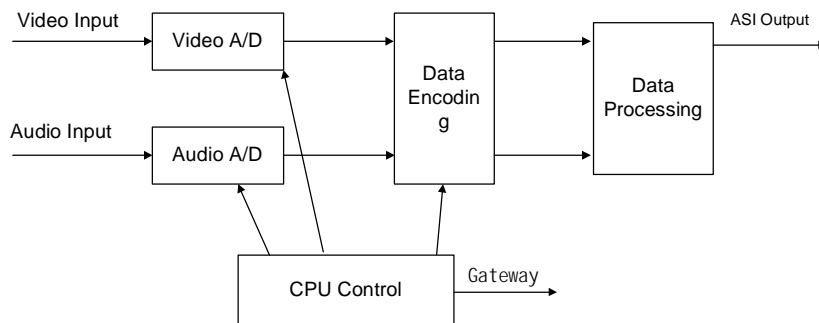 Video Input
Video A/D
Data
Encodin
g
Data
Processing
ASI Output
Audio Input
Audio A/D
CPU Control
Gateway